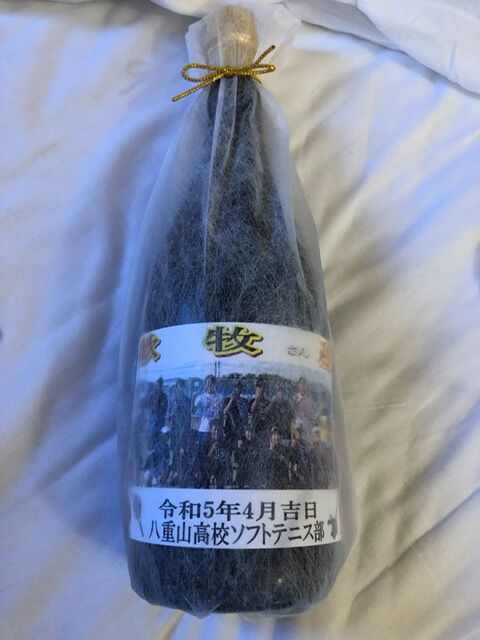 牧 さん
令和5年4月吉日
八重山高校ソフトテニス部